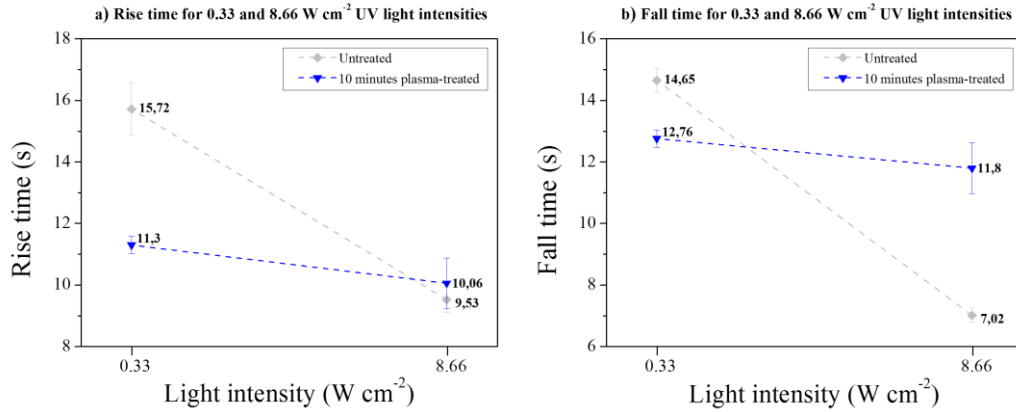 a) Rise time for 0.33 and 8.66 W cm⁻² UV light intensities
18
16
14
12
10
8
Rise time (s)
Untreated
10 minutes plasma-treated
15,72
11,3
10,06
9,53
0.33
8.66
Light intensity (W cm⁻²)
b) Fall time for 0.33 and 8.66 W cm⁻² UV light intensities
16
14
12
10
8
6
Fall time (s)
Untreated
10 minutes plasma-treated
14,65
12,76
11,8
7,02
0.33
8.66
Light intensity (W cm⁻²)